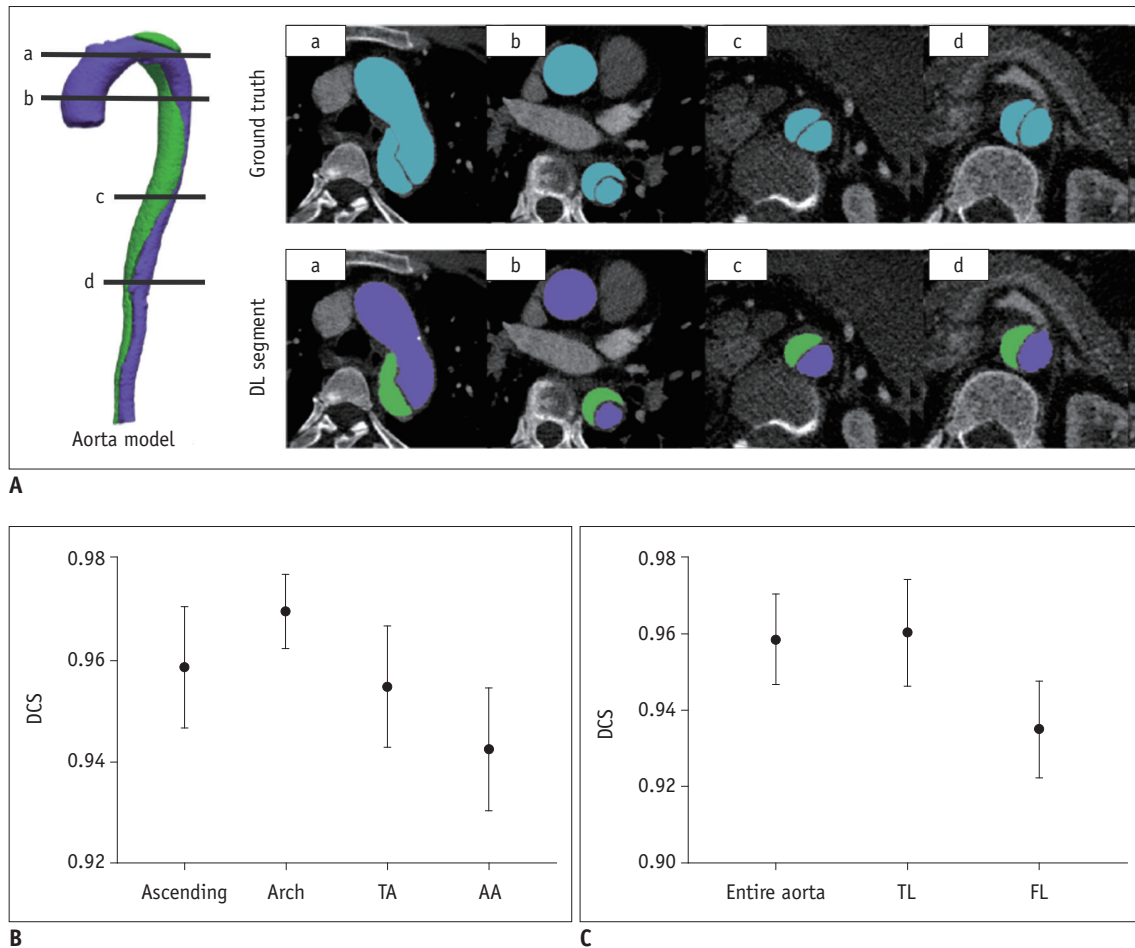 a
b
c
d
Aorta model
Ground truth
a
b
c
d
DL segment
a
b
c
d
A
0.98
0.96
0.94
0.92
DCS
Ascending Arch TA AA
B
0.98
0.96
0.94
0.92
0.90
DCS
Entire aorta TL FL
C